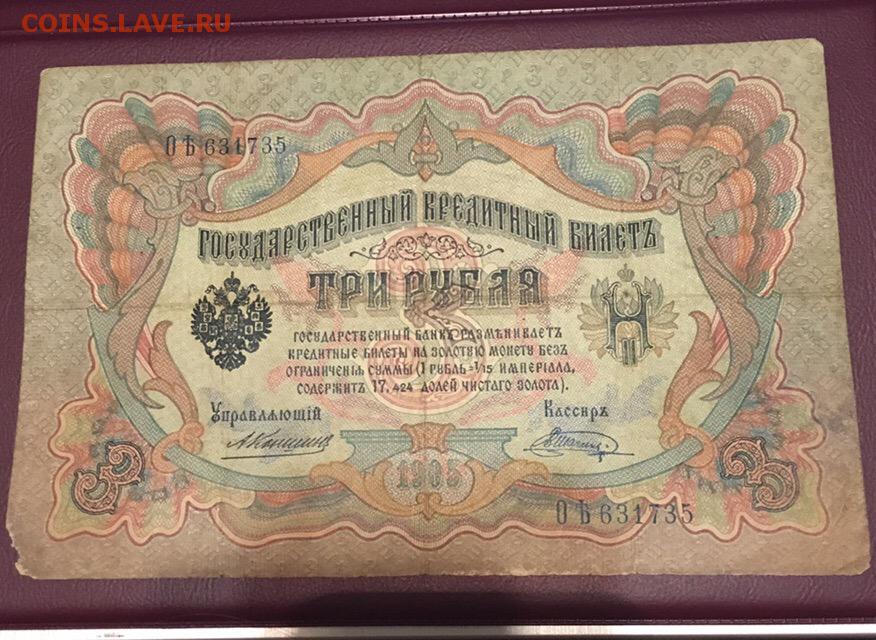 COINS.LAVE.RU
ОѢ 631735
ГОСУДАРСТВЕННЫЙ КРЕДИТНЫЙ БИЛЕТЪ
ТРИ РУБЛЯ
3
ГОСУДАРСТВЕННЫЙ БАНКЪ РАЗМѢНИВАЕТЪ
КРЕДИТНЫЕ БИЛЕТЫ НА ЗОЛОТУЮ МОНЕТУ БЕЗЪ
ОГРАНИЧЕНІЯ СУММЫ (1 РУБЛЬ = 1/15 ИМПЕРІАЛА,
СОДЕРЖИТЪ 17,424 ДОЛЕЙ ЧИСТАГО ЗОЛОТА).
Н
II
Управляющій
Кассиръ
3
1905
3
ОѢ 631735